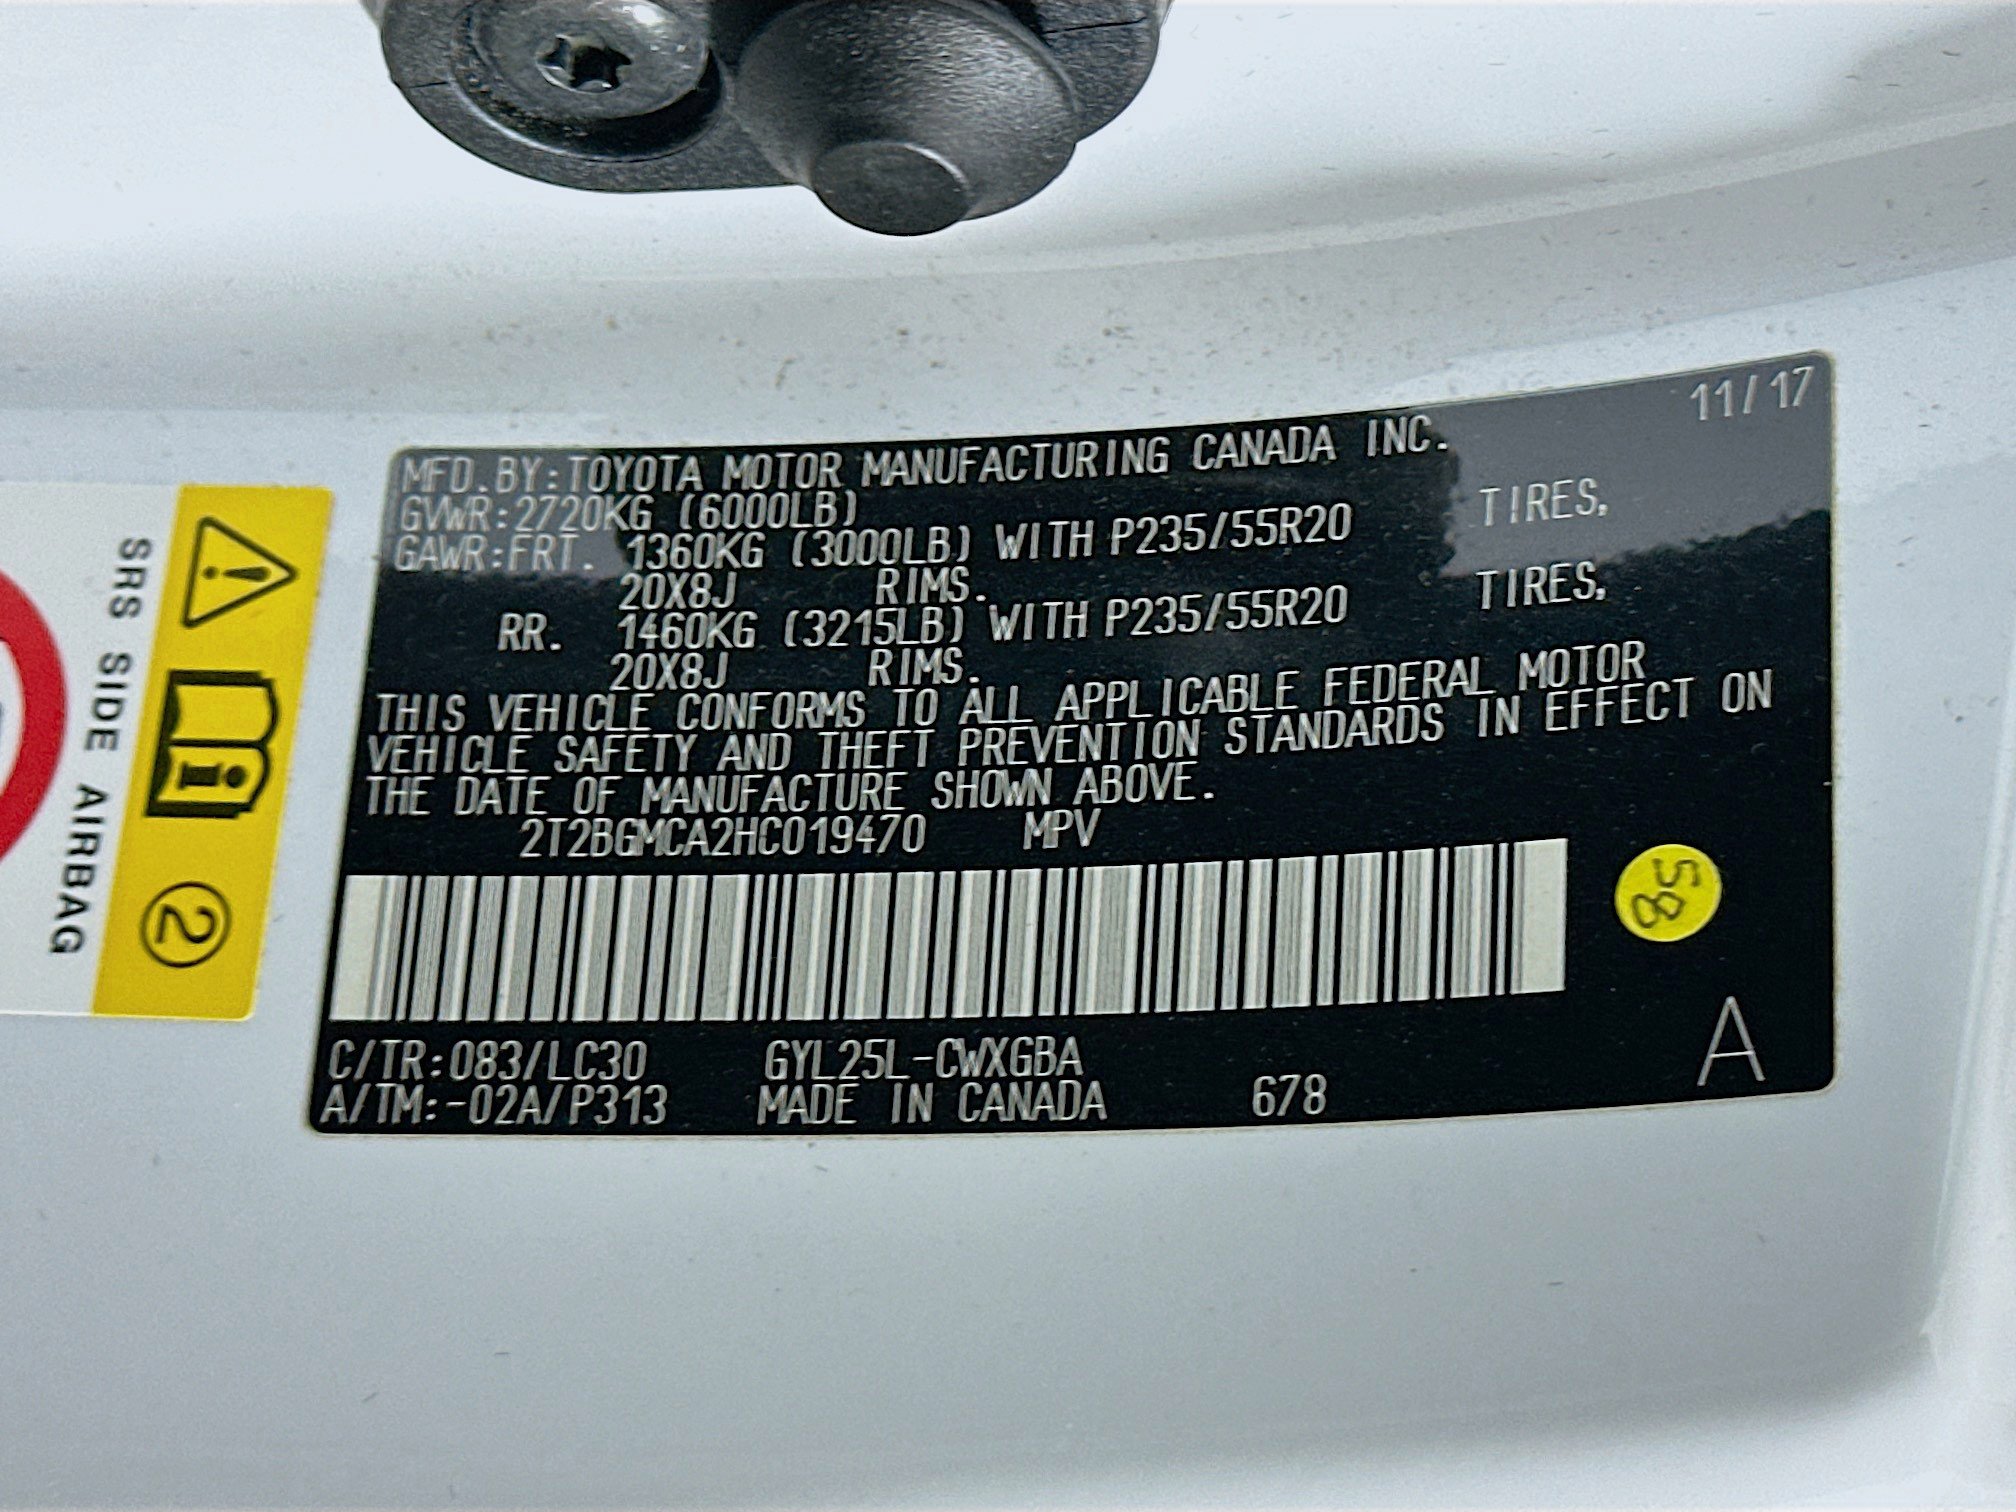 MFD.BY:TOYOTA MOTOR MANUFACTURING CANADA INC. 11/17
GVWR:2720KG (6000LB)
GAWR:FRT. 1360KG (3000LB) WITH P235/55R20 TIRES,
20X8J RIMS.
RR. 1460KG (3215LB) WITH P235/55R20 TIRES,
20X8J RIMS.
THIS VEHICLE CONFORMS TO ALL APPLICABLE FEDERAL MOTOR
VEHICLE SAFETY AND THEFT PREVENTION STANDARDS IN EFFECT ON
THE DATE OF MANUFACTURE SHOWN ABOVE.
2T2BGMCA2HC019470 MPV
58
C/TR:083/LC30 GYL25L-CWXGBA
A/TM:-02A/P313 MADE IN CANADA 678
A
SRS SIDE AIRBAG
2